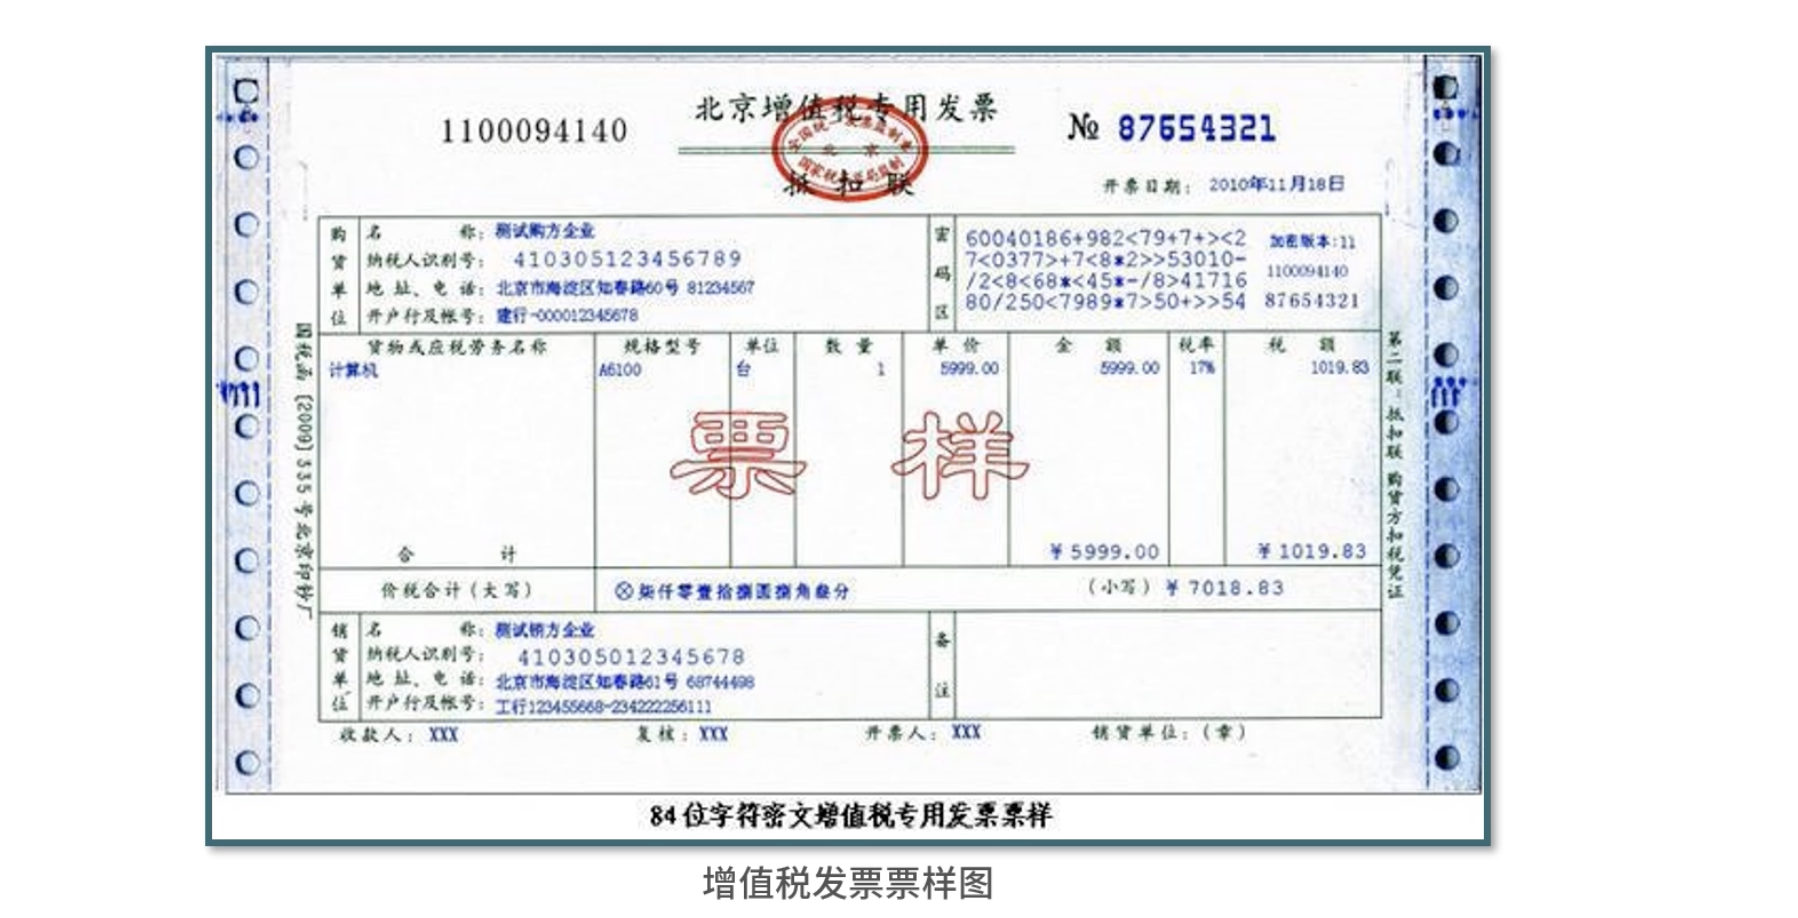 北京增值税专用发票
1100094140
№ 87654321
全国统一发票监制章
北 京
国家税务总局监制
抵 扣 联
开票日期： 2010年11月18日
购货单位
名 称：测试购方企业
纳税人识别号： 410305123456789
地 址、电 话：北京市海淀区知春路60号 81234567
开户行及帐号：建行-000012345678
密码区
60040186+982<79+7+><2 加密版本:11
7<0377>+7<8*2>>53010-
1100094140
/2<8<68*<45*-/8>41716
80/250<7989*7>50+>>54 87654321
货物或应税劳务名称 规格型号 单位 数 量 单 价 金 额 税率 税 额
计算机 A6100 台 1 5999.00 5999.00 17% 1019.83
票 样
合 计 ￥5999.00 ￥1019.83
价税合计（大写） ⊗柒仟零壹拾捌圆捌角叁分 （小写）￥7018.83
销货单位
名 称：测试销方企业
纳税人识别号： 410305012345678
地 址、电 话：北京市海淀区知春路61号 68744498
开户行及帐号：工行123455668-234222256111
备注
收款人：XXX 复核：XXX 开票人：XXX 销货单位：（章）
国税函〔2009〕335号北京印钞厂
第二联：抵扣联 购货方扣税凭证
84位字符密文增值税专用发票票样
增值税发票票样图